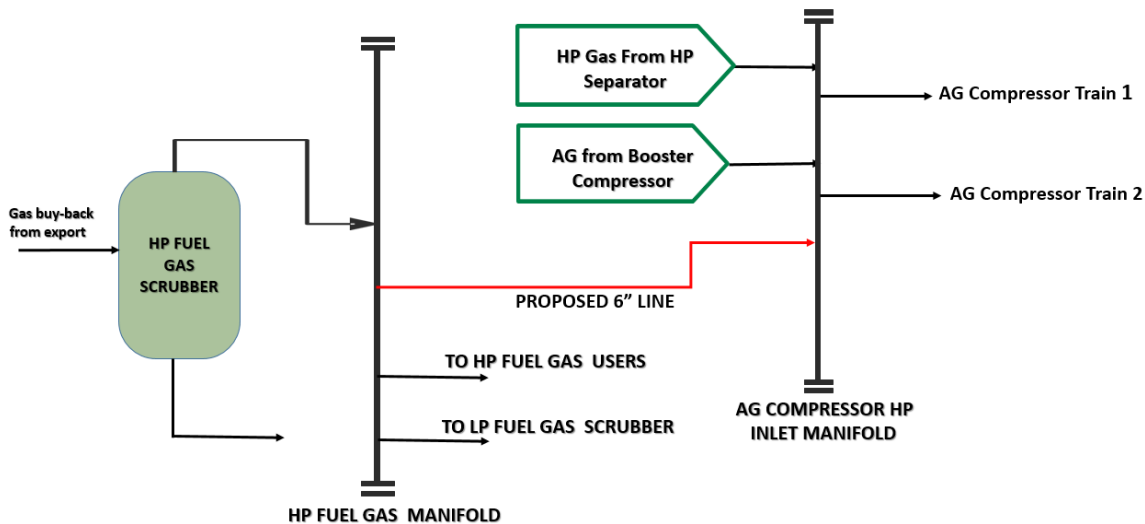 Gas buy-back
from export
HP FUEL
GAS
SCRUBBER
HP Gas From HP
Separator
AG from Booster
Compressor
AG Compressor Train 1
AG Compressor Train 2
PROPOSED 6” LINE
TO HP FUEL GAS USERS
TO LP FUEL GAS SCRUBBER
HP FUEL GAS MANIFOLD
AG COMPRESSOR HP
INLET MANIFOLD